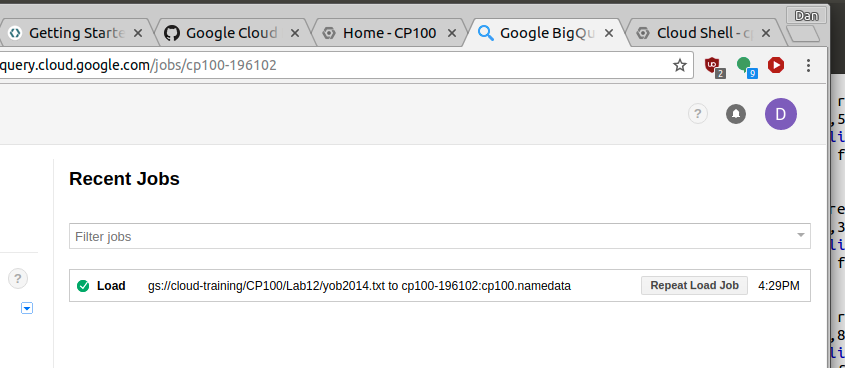 Dan
Getting Starte
Google Cloud
Home - CP100
Google BigQu
Cloud Shell - c
query.cloud.google.com/jobs/cp100-196102
2
9
?
D
Recent Jobs
Filter jobs
?
Load gs://cloud-training/CP100/Lab12/yob2014.txt to cp100-196102:cp100.namedata Repeat Load Job 4:29PM
r
,5
li
f
re
,3
li
f
r
,8
li